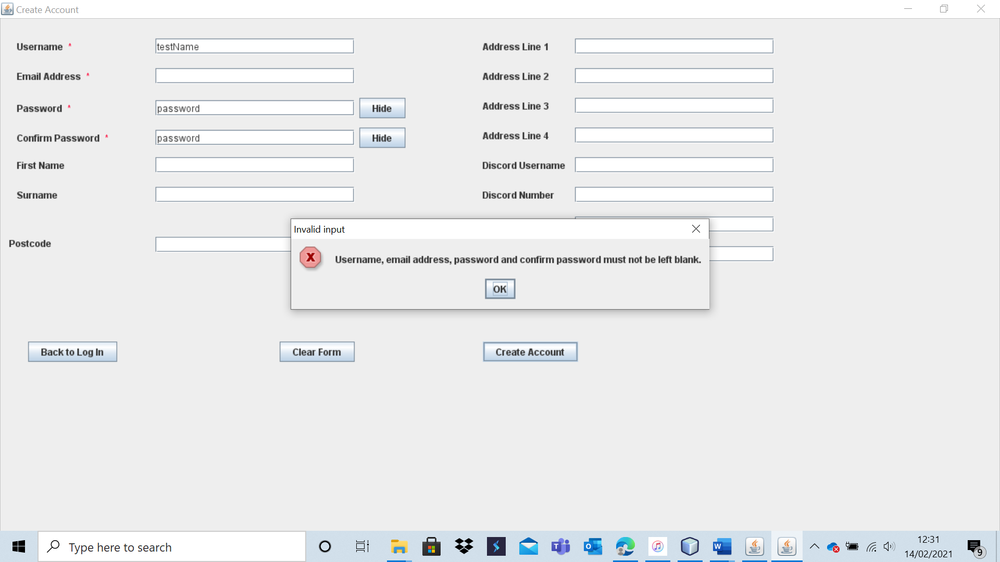 Create Account
Username *
testName
Address Line 1
Email Address *
Address Line 2
Password *
password
Hide
Address Line 3
Confirm Password *
password
Hide
Address Line 4
First Name
Discord Username
Surname
Discord Number
Postcode
Invalid input
X
Username, email address, password and confirm password must not be left blank.
OK
Back to Log In
Clear Form
Create Account
Type here to search
12:31
14/02/2021
9